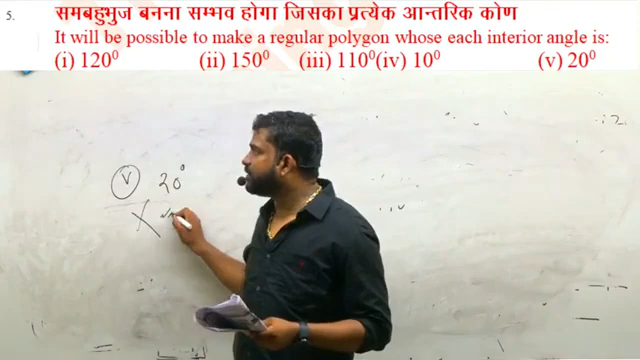 5. समबहुभुज बनना सम्भव होगा जिसका प्रत्येक आन्तरिक कोण
It will be possible to make a regular polygon whose each interior angle is:
(i) 120⁰ (ii) 150⁰ (iii) 110⁰(iv) 10⁰ (v) 20⁰
(v) 20°
X